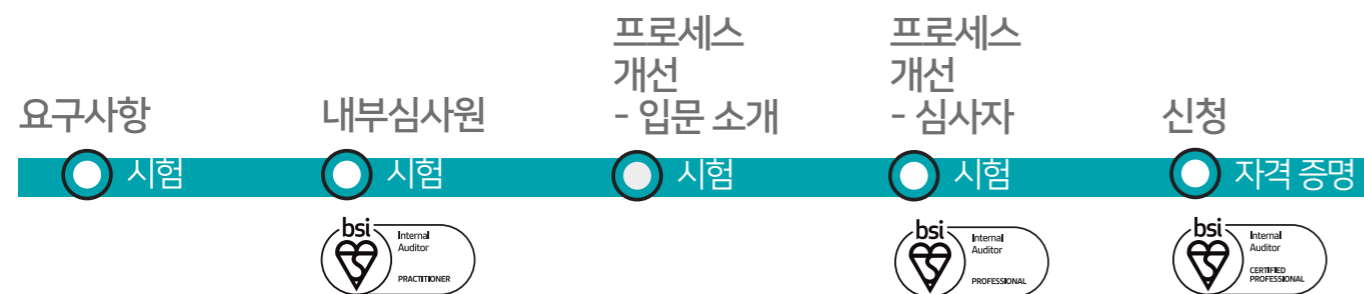 요구사항
시험
내부심사원
시험
bsi
Internal
Auditor
PRACTITIONER
프로세스
개선
- 입문 소개
시험
프로세스
개선
- 심사자
시험
bsi
Internal
Auditor
PROFESSIONAL
신청
자격 증명
bsi
Internal
Auditor
CERTIFIED
PROFESSIONAL